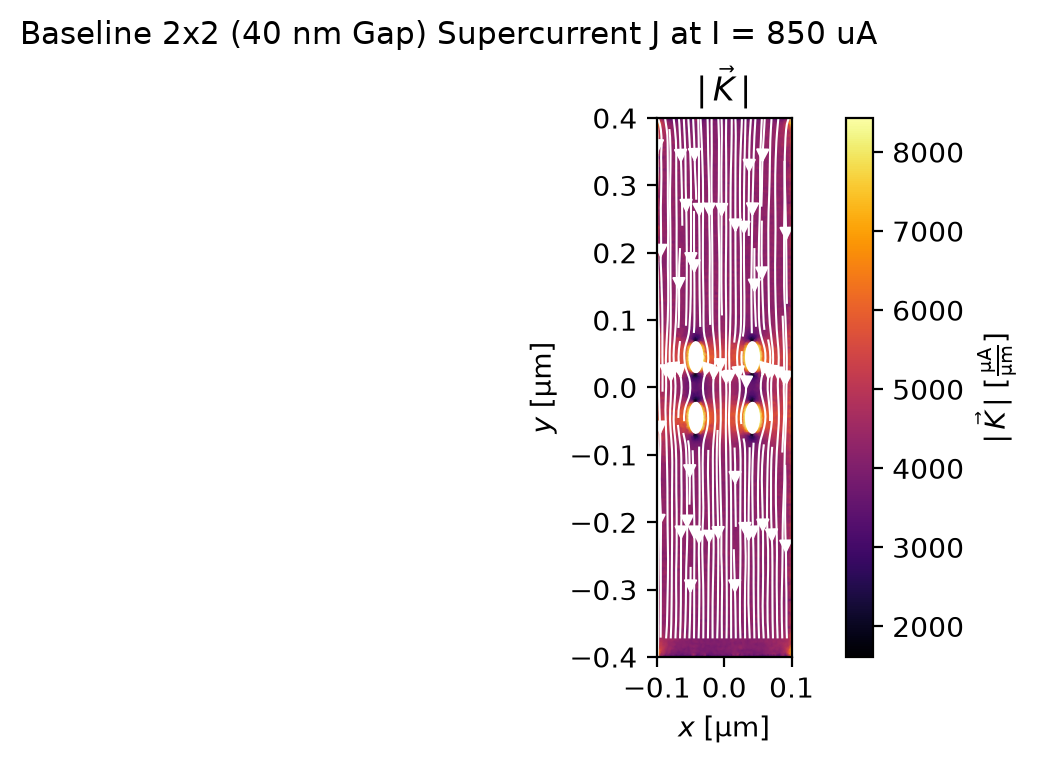 Baseline 2x2 (40 nm Gap) Supercurrent J at I = 850 uA
| K⃗ |
0.4
0.3
0.2
0.1
0.0
−0.1
−0.2
−0.3
−0.4
y [µm]
−0.1 0.0 0.1
x [µm]
8000
7000
6000
5000
4000
3000
2000
| K⃗ | [µA/µm]